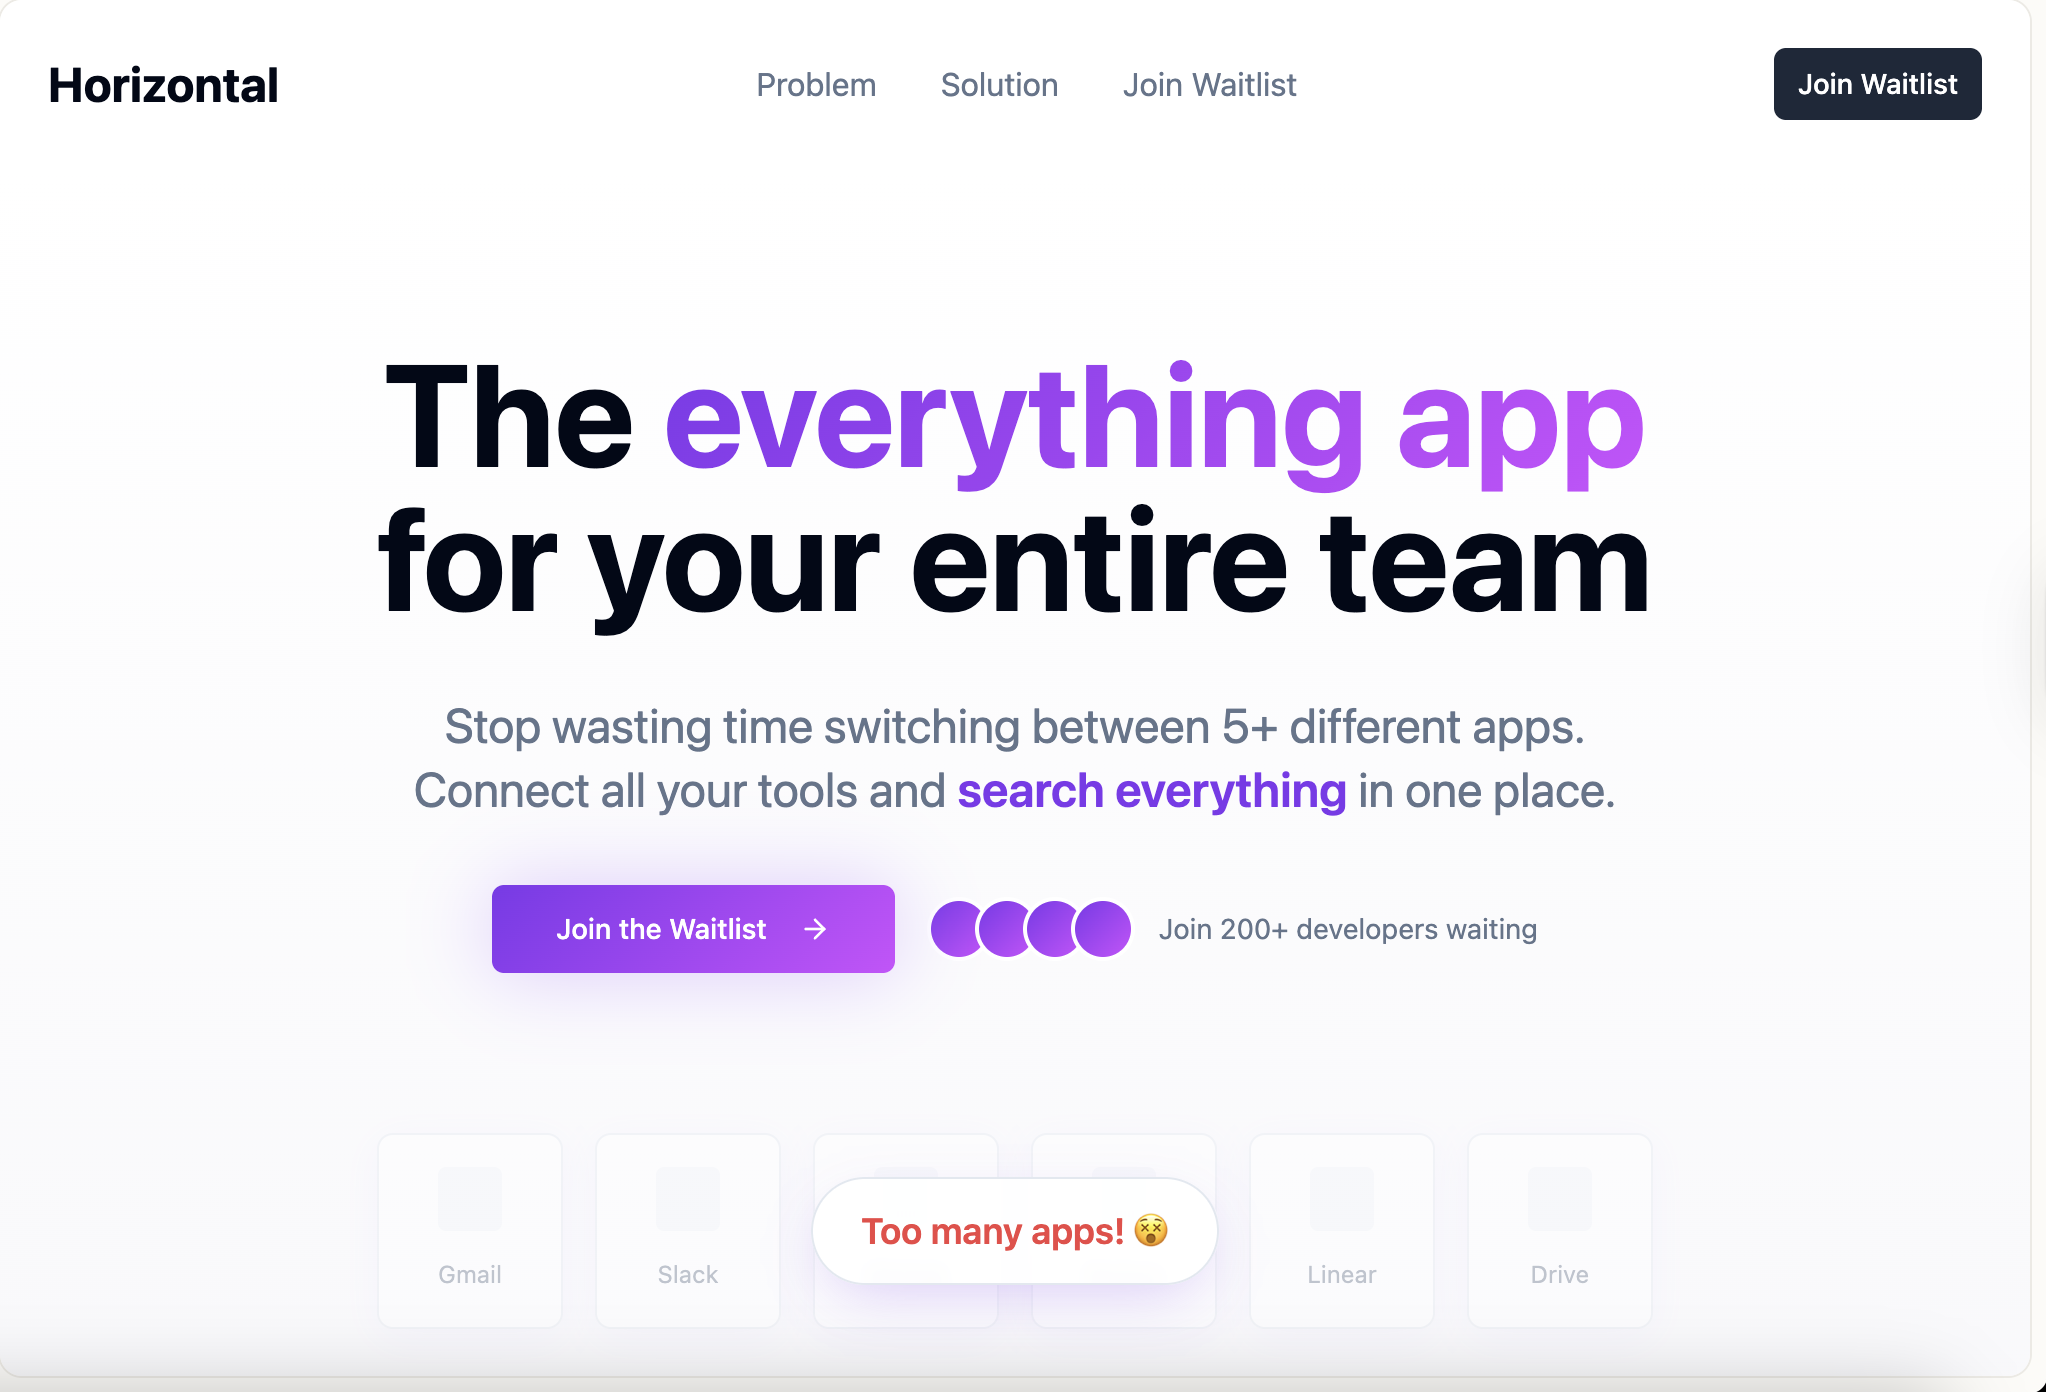 Horizontal
Problem
Solution
Join Waitlist
Join Waitlist
The everything app
for your entire team
Stop wasting time switching between 5+ different apps.
Connect all your tools and search everything in one place.
Join the Waitlist →
Join 200+ developers waiting
Too many apps! 😵
Gmail
Slack
Linear
Drive